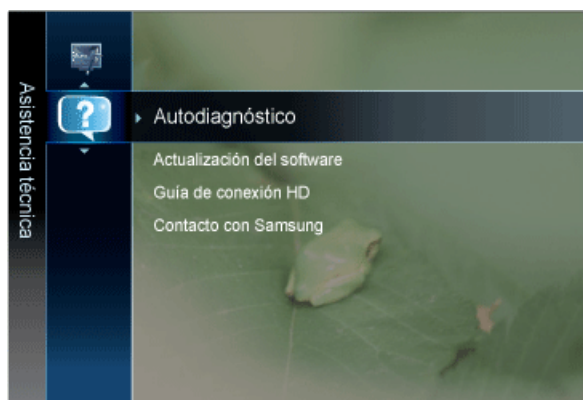 Asistencia técnica
Autodiagnóstico
Actualización del software
Guía de conexión HD
Contacto con Samsung